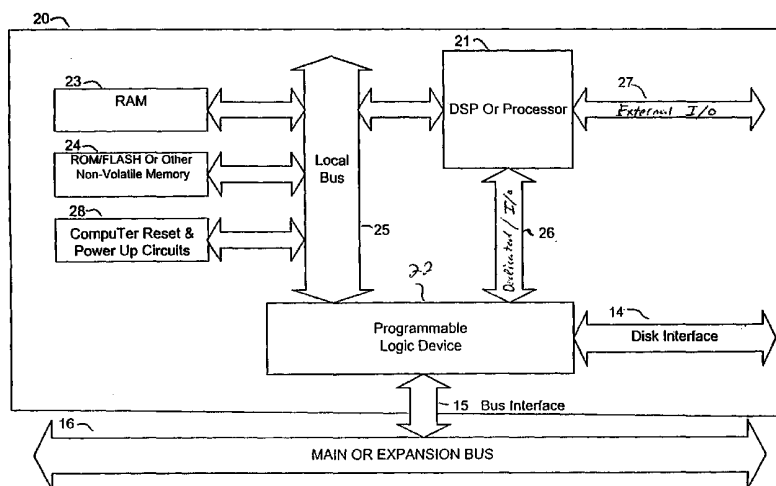 20
21
23
RAM
DSP Or Processor
27
External I/o
24
ROM/FLASH Or Other
Non-Volatile Memory
Local
Bus
28
CompuTer Reset &
Power Up Circuits
25
Dedicated / I/o
26
22
Programmable
Logic Device
14
Disk Interface
15 Bus Interface
16
MAIN OR EXPANSION BUS